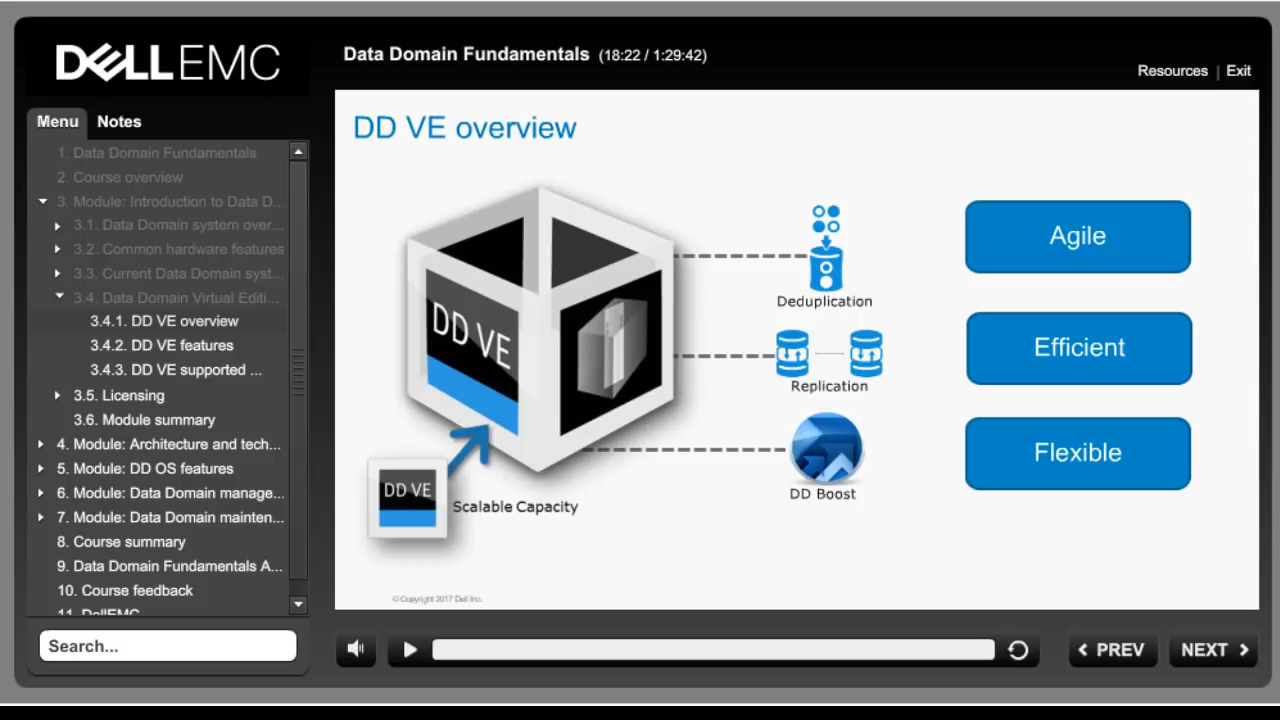 DELLEMC
Data Domain Fundamentals (18:22 / 1:29:42)
Resources | Exit
Menu Notes
1. Data Domain Fundamentals
2. Course overview
3. Module: Introduction to Data D...
3.1. Data Domain system over...
3.2. Common hardware features
3.3. Current Data Domain syst...
3.4. Data Domain Virtual Editi...
3.4.1. DD VE overview
3.4.2. DD VE features
3.4.3. DD VE supported ...
3.5. Licensing
3.6. Module summary
4. Module: Architecture and tech...
5. Module: DD OS features
6. Module: Data Domain manage...
7. Module: Data Domain mainten...
8. Course summary
9. Data Domain Fundamentals A...
10. Course feedback
11. DellEMC
Search...
DD VE overview
DD VE
DD VE
Scalable Capacity
Deduplication
Replication
DD Boost
Agile
Efficient
Flexible
© Copyright 2017 Dell Inc.
PREV
NEXT